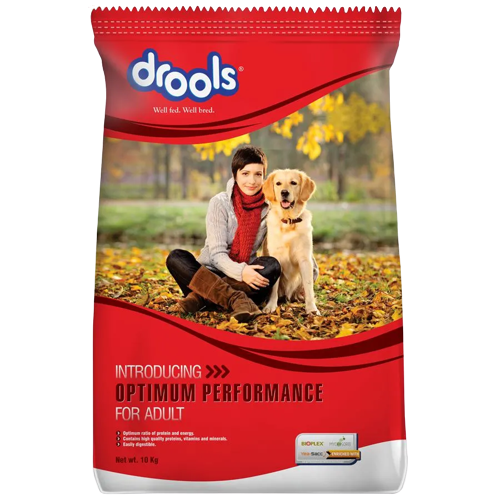 drools®
Well fed. Well bred.
INTRODUCING >>>
OPTIMUM PERFORMANCE
FOR ADULT
• Optimum ratio of protein and energy.
• Contains high quality proteins, vitamins and minerals.
• Easily digestible.
Net wt. 10 Kg
BIOPLEX